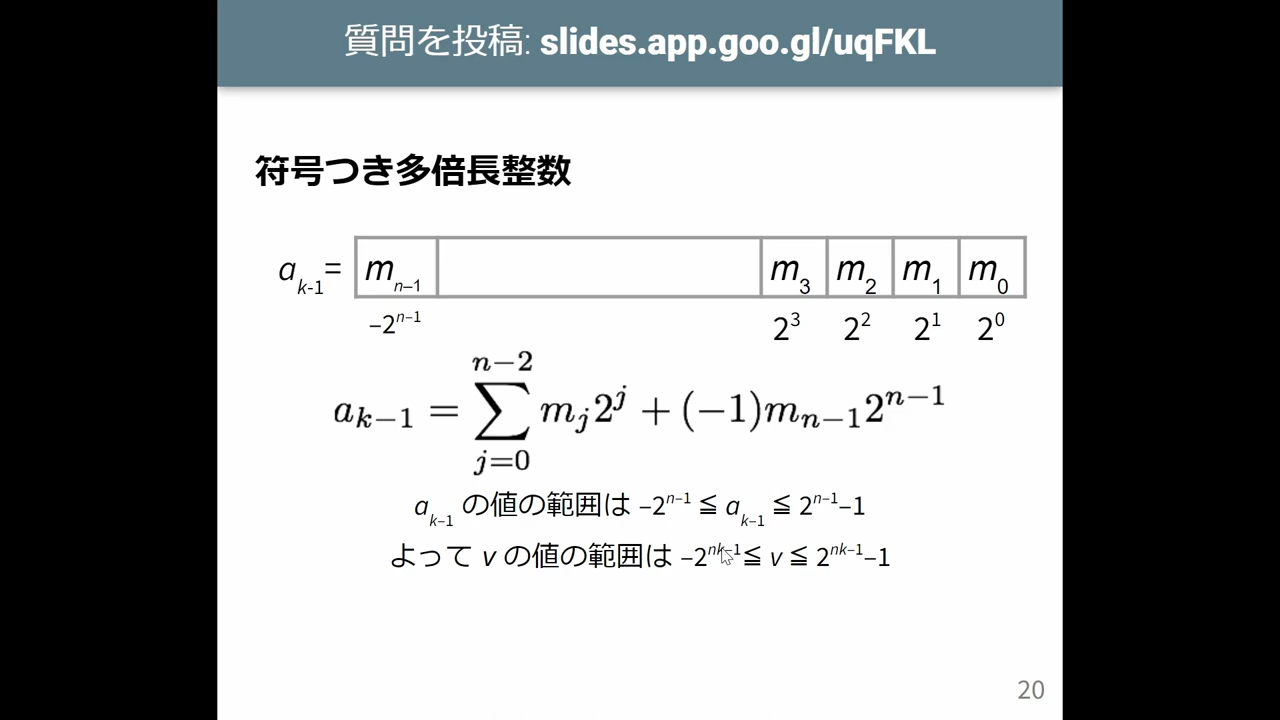 質問を投稿: slides.app.goo.gl/uqFKL
符号つき多倍長整数
a_{k-1}= m_{n–1} m_3 m_2 m_1 m_0
–2^{n–1} 2^3 2^2 2^1 2^0
a_{k−1} = \sum_{j=0}^{n−2} m_j 2^j + (−1)m_{n−1}2^{n−1}
a_{k–1} の値の範囲は –2^{n–1} ≦ a_{k–1} ≦ 2^{n–1}–1
よって v の値の範囲は –2^{nk–1}≦ v ≦ 2^{nk–1}–1
20